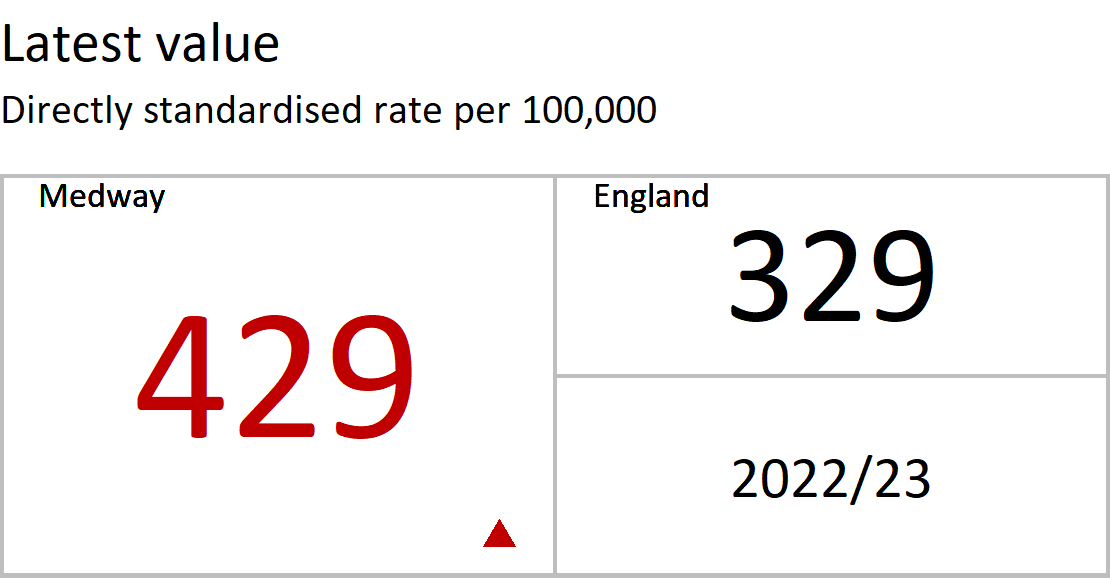 Latest value
Directly standardised rate per 100,000
Medway
429
England
329
2022/23